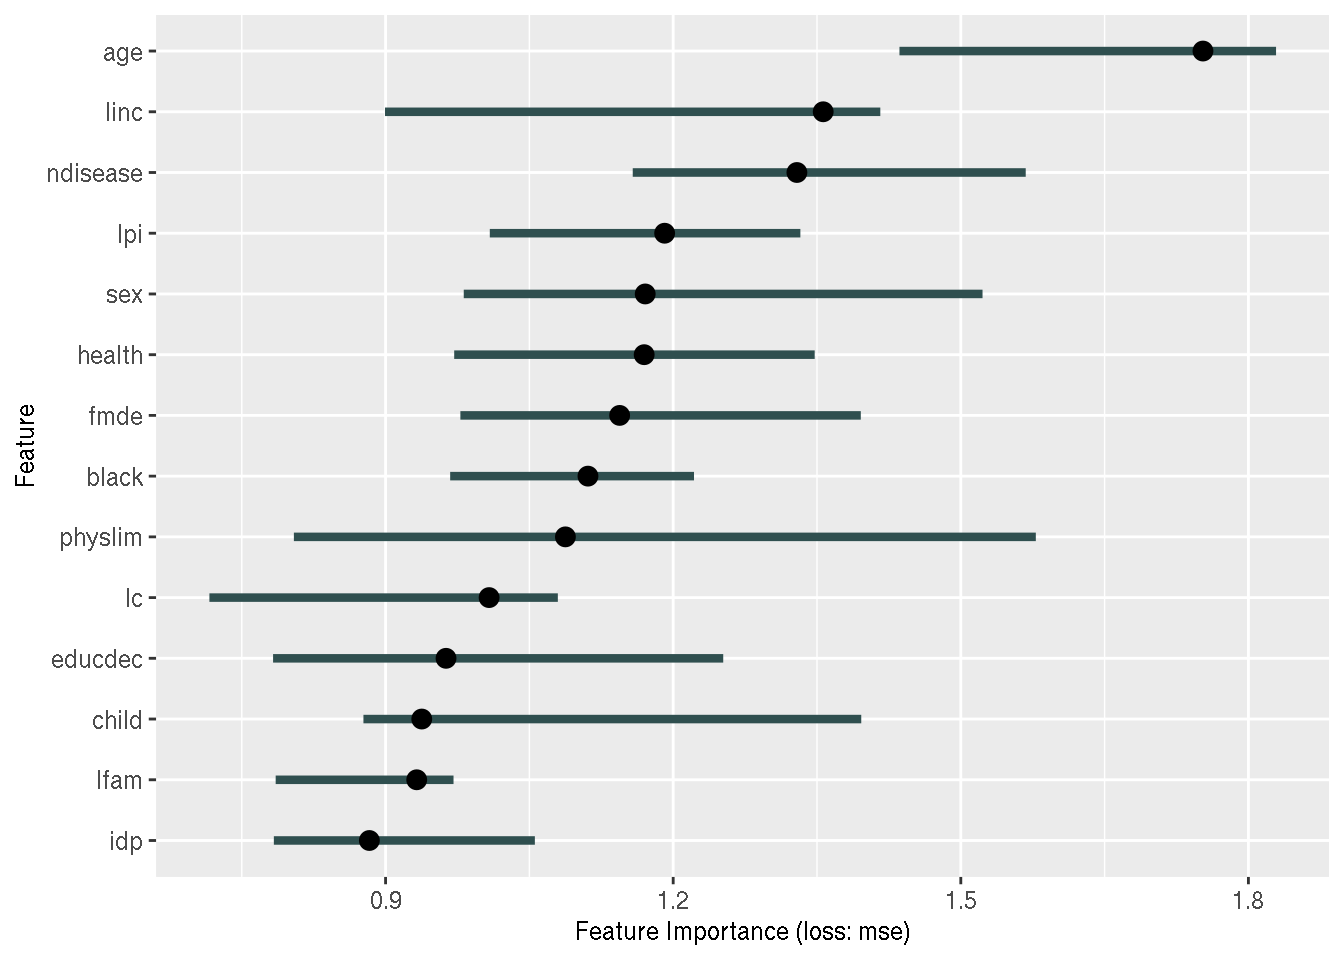 Feature
age
linc
ndisease
lpi
sex
health
fmde
black
physlim
lc
educdec
child
lfam
idp
0.9 1.2 1.5 1.8
Feature Importance (loss: mse)